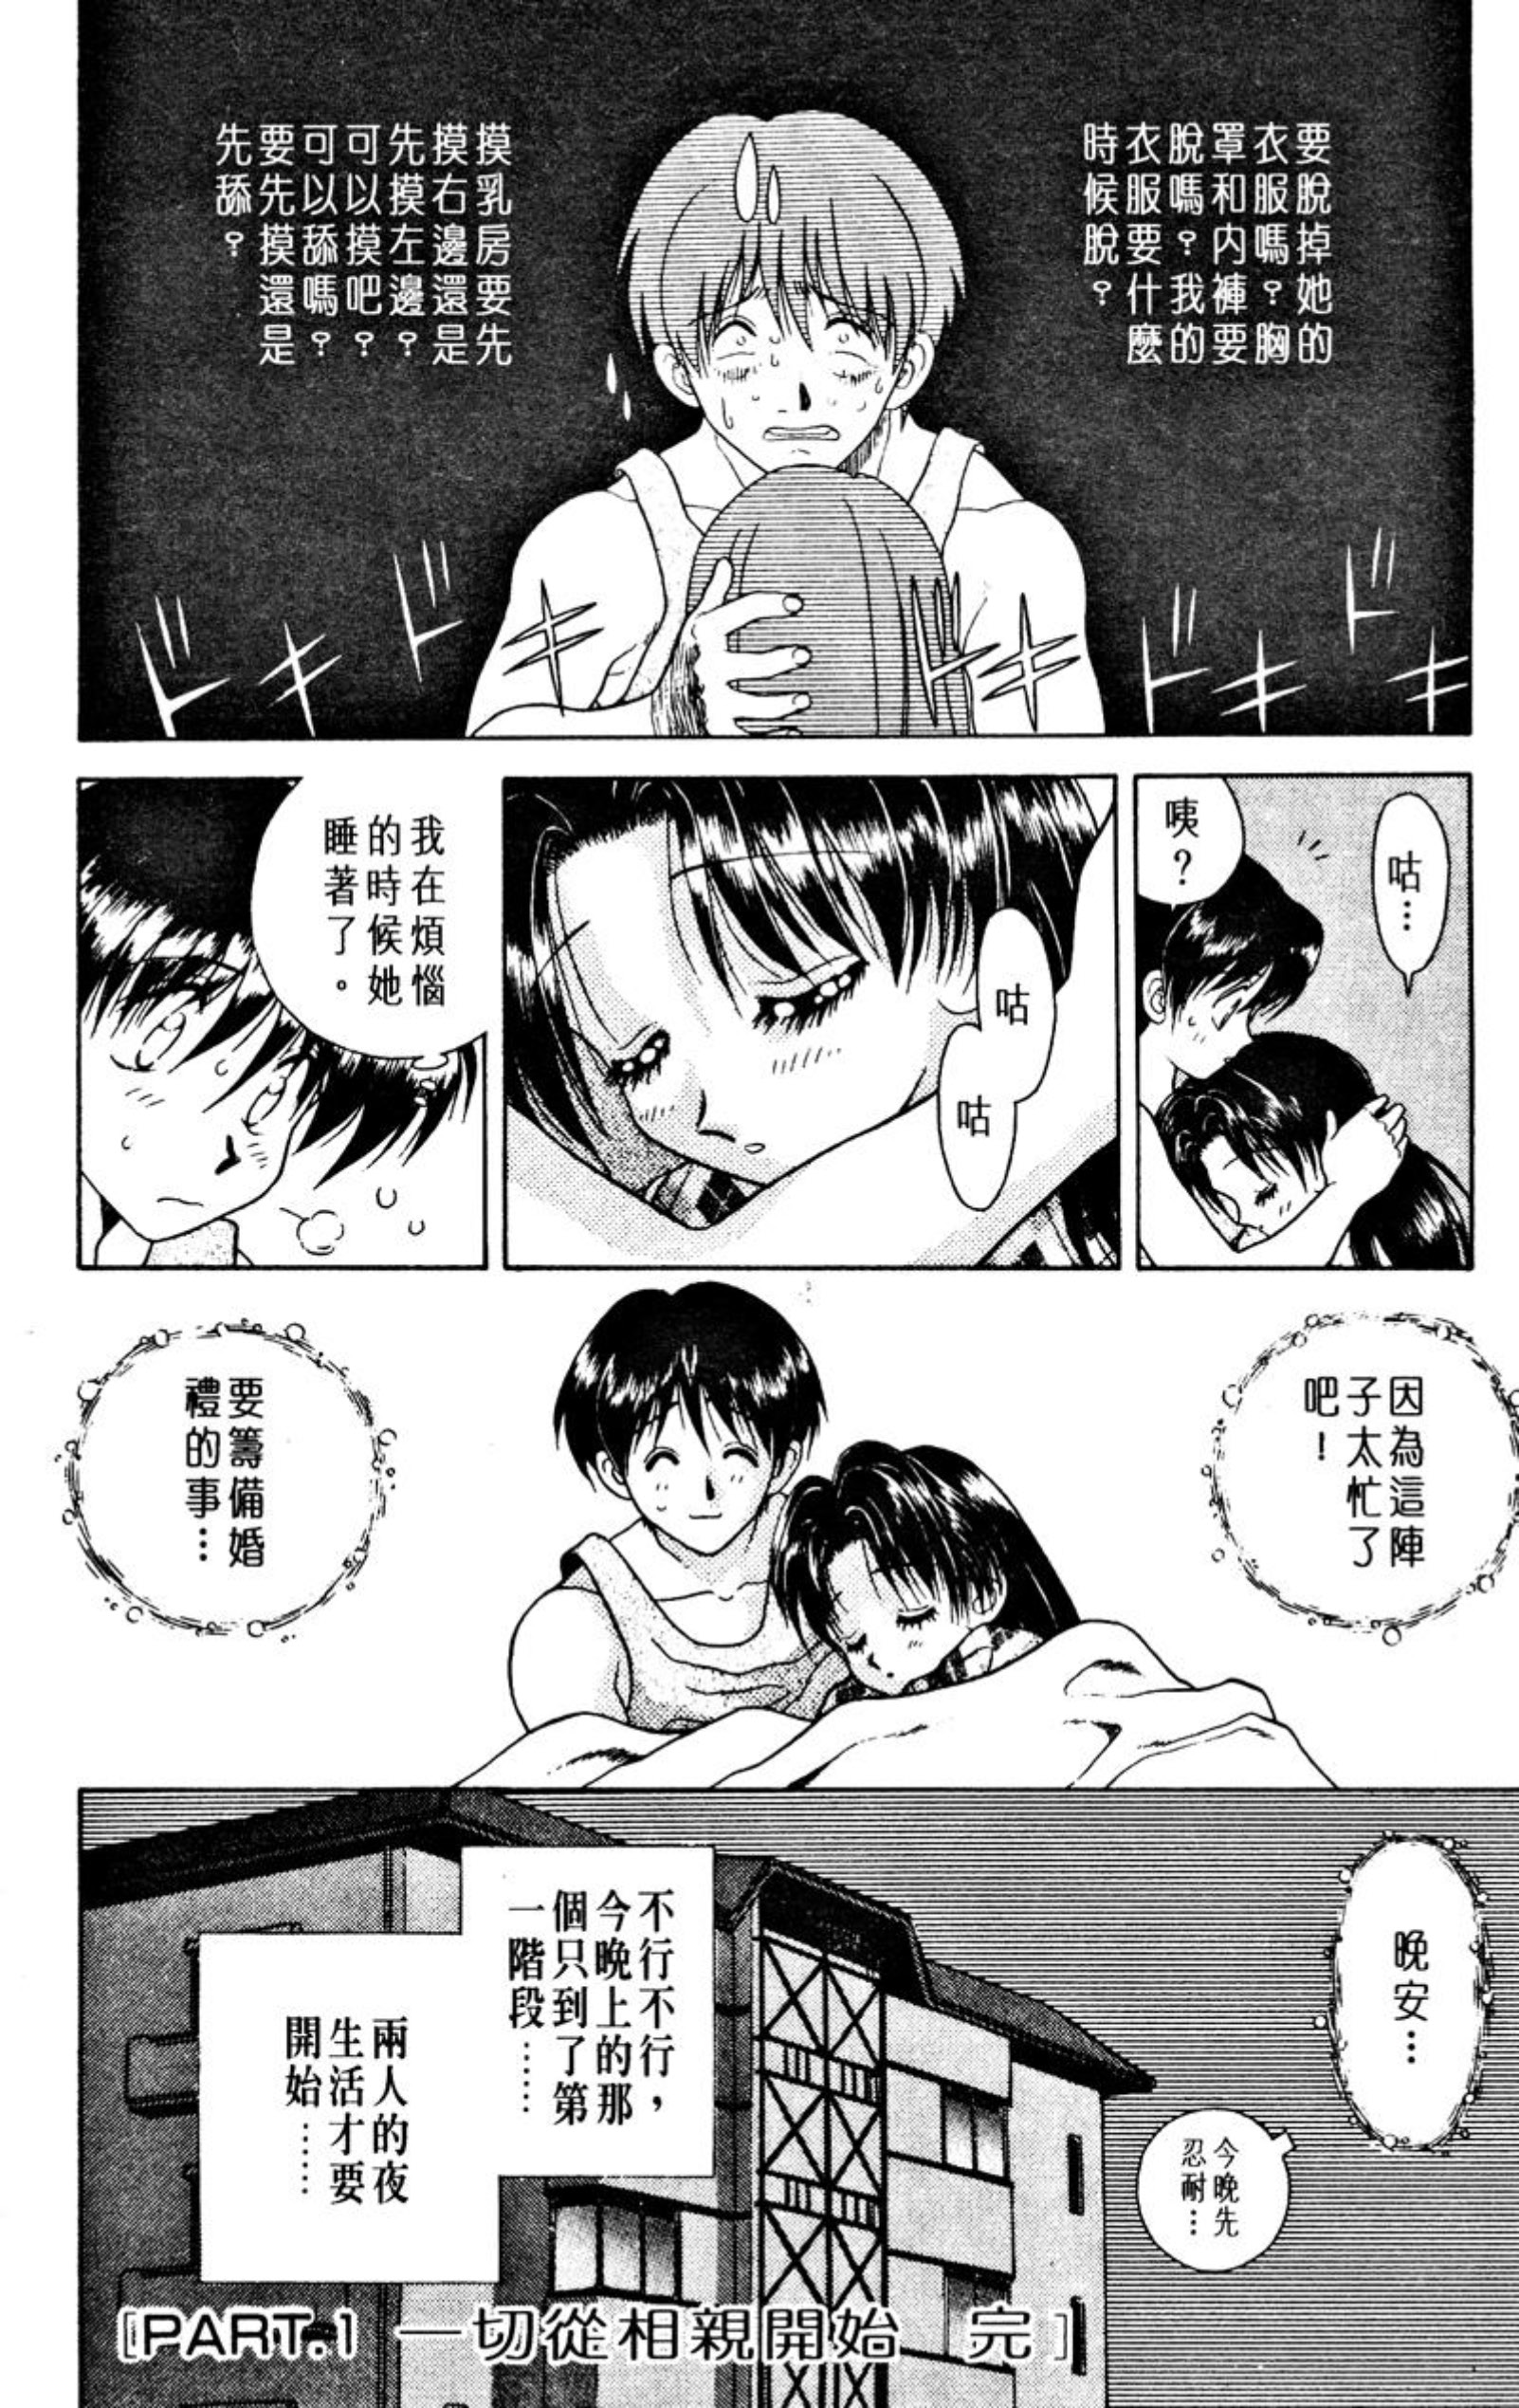 要脫掉她的
衣服嗎？胸
罩和內褲要
脫嗎？我的
衣服要什麼
時候脫？
摸乳房要先
摸右邊還是
先摸左邊？
可以摸吧？
可以舔嗎？
要先摸還是
先舔？
ドキ
ドキ
ドキ
ドキ
咕…
咦？
咕
咕
我在煩惱
的時候她
睡著了。
因為這陣
子太忙了
吧！
要籌備婚
禮的事…
晚安…
今晚先
忍耐…
不行不行，
今晚上的那
個只到了第
一階段……
兩人的夜
生活才要
開始……
[PART.1 一切從相親開始 完]